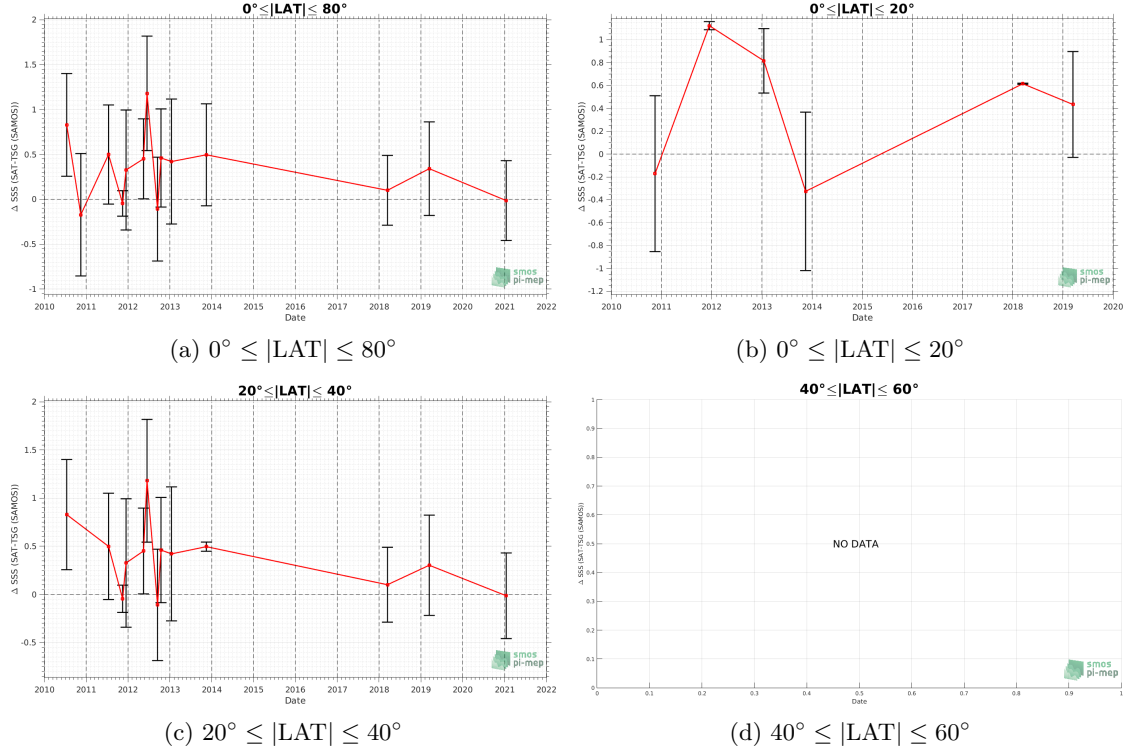 0°≤|LAT|≤ 80°
2
1.5
1
0.5
0
-0.5
-1
Δ SSS (SAT-TSG (SAMOS))
2010 2011 2012 2013 2014 2015 2016 2017 2018 2019 2020 2021 2022
Date
smos
pi-mep
(a) 0° ≤ |LAT| ≤ 80°
0°≤|LAT|≤ 20°
1
0.8
0.6
0.4
0.2
0
-0.2
-0.4
-0.6
-0.8
-1
-1.2
Δ SSS (SAT-TSG (SAMOS))
2010 2011 2012 2013 2014 2015 2016 2017 2018 2019 2020
Date
smos
pi-mep
(b) 0° ≤ |LAT| ≤ 20°
20°≤|LAT|≤ 40°
2
1.5
1
0.5
0
-0.5
Δ SSS (SAT-TSG (SAMOS))
2010 2011 2012 2013 2014 2015 2016 2017 2018 2019 2020 2021 2022
Date
smos
pi-mep
(c) 20° ≤ |LAT| ≤ 40°
40°≤|LAT|≤ 60°
1
0.9
0.8
0.7
0.6
0.5
0.4
0.3
0.2
0.1
0
Δ SSS (SAT-TSG (SAMOS))
NO DATA
0 0.1 0.2 0.3 0.4 0.5 0.6 0.7 0.8 0.9 1
Date
smos
pi-mep
(d) 40° ≤ |LAT| ≤ 60°